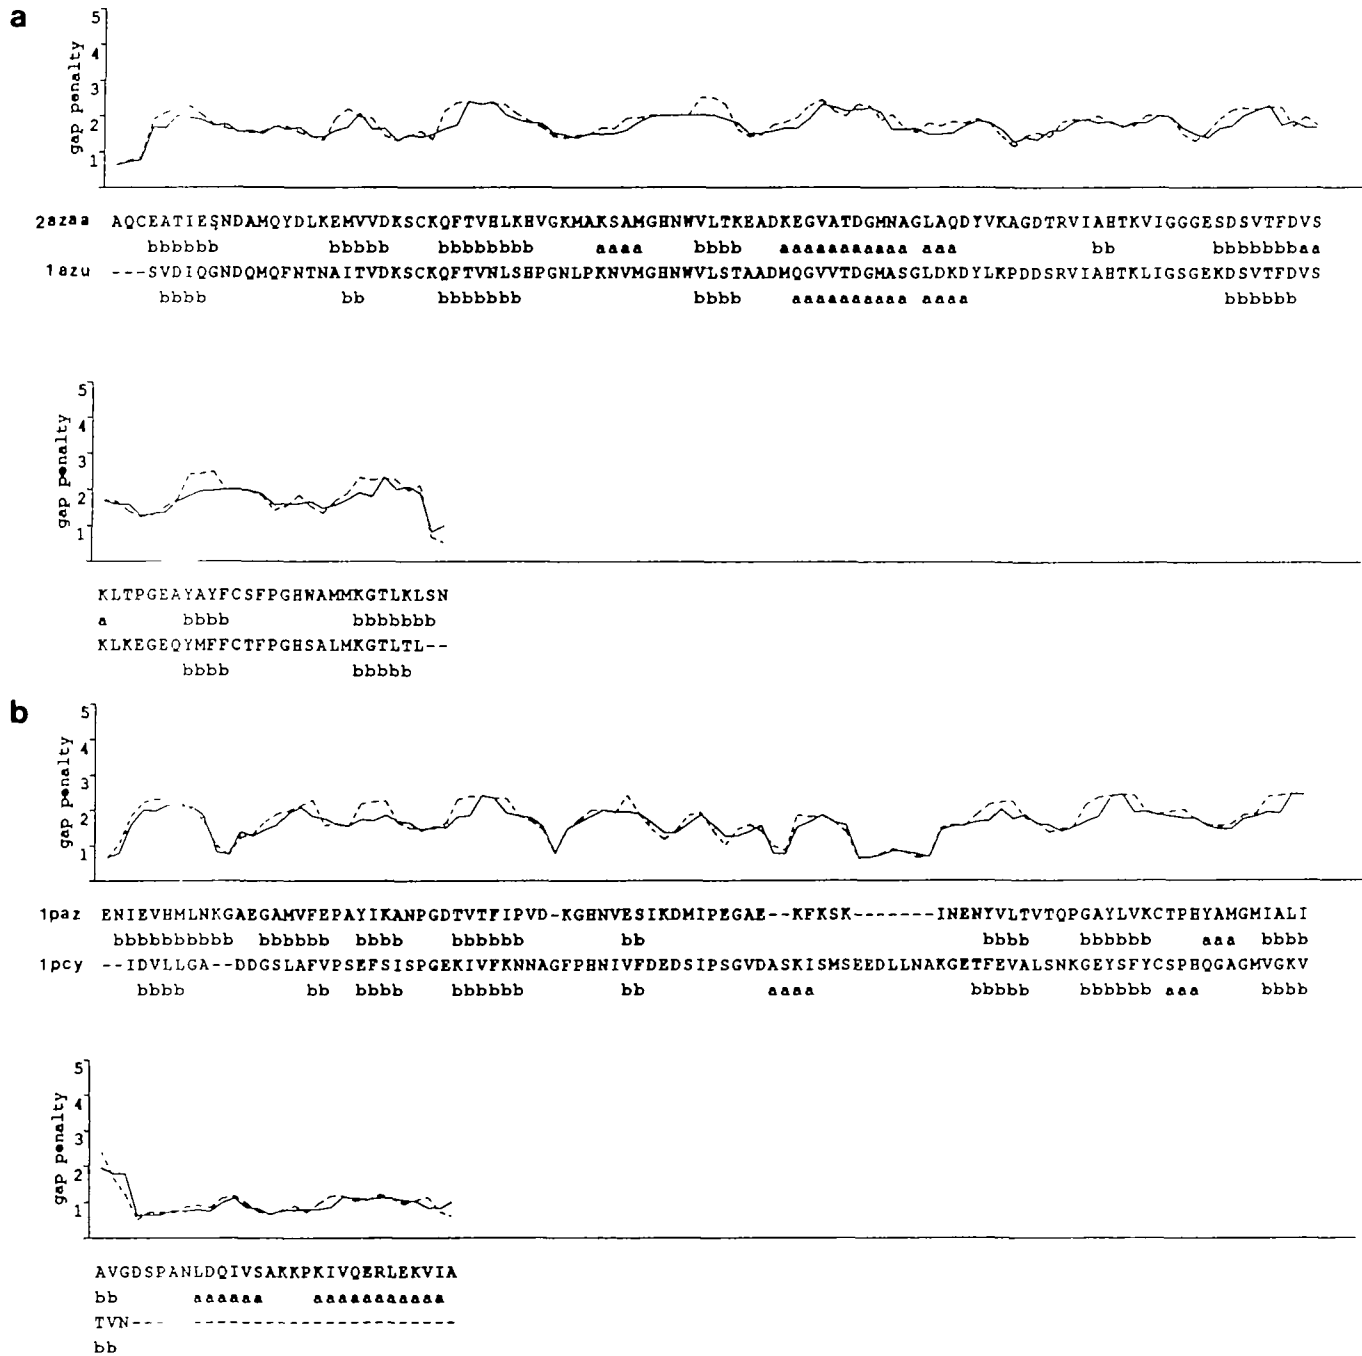 a
5
4
3
2
1
gap penalty
2azaa AQCEATIESNDAMQYDLKEMVVDKSCKQFTVHLKHVGKMAKSAMGHNWVLTKEADKEGVATDGMNAGLAQDYVKAGDTRVIAHTKVIGGGESDSVTFDVS
bbbbbb bbbbb bbbbbbbb aaaa bbbb aaaaaaaaaaa aaa bb bbbbbbbaa
1azu ---SVDIQGNDQMQFNTNAITVDKSCKQFTVNLSHPGNLPKNVMGHNWVLSTAADMQGVVTDGMASGLDKDYLKPDDSRVIAHTKLIGSGEKDSVTFDVS
bbbb bb bbbbbbb bbbb aaaaaaaaaa aaaa bbbbbb
5
4
3
2
1
gap penalty
KLTPGEAYAYFCSFPGHWAMMKGTLKLSN
a bbbb bbbbbbb
KLKEGEQYMFFCTFPGHSALMKGTLTL--
bbbb bbbbb
b
5
4
3
2
1
gap penalty
1paz ENIEVHMLNKGAEGAMVFEPAYIKANPGDTVTFIPVD-KGHNVESIKDMIPEGAE--KFKSK-------INENYVLTVTQPGAYLVKCTPHYAMGMIALI
bbbbbbbbbb bbbbbb bbbb bbbbbb bb bbbb bbbbbb aaa bbbb
1pcy --IDVLLGA--DDGSLAFVPSEFSISPGEKIVFKNNAGFPHNIVFDEDSIPSGVDASKISMSEEDLLNAKGETFEVALSNKGEYSFYCSPHQGAGMVGKV
bbbb bb bbbb bbbbbb bb aaaa bbbbb bbbbbb aaa bbbb
5
4
3
2
1
gap penalty
AVGDSPANLDQIVSAKKPKIVQERLEKVIA
bb aaaaaa aaaaaaaaaaa
TVN--- ----------------------
bb